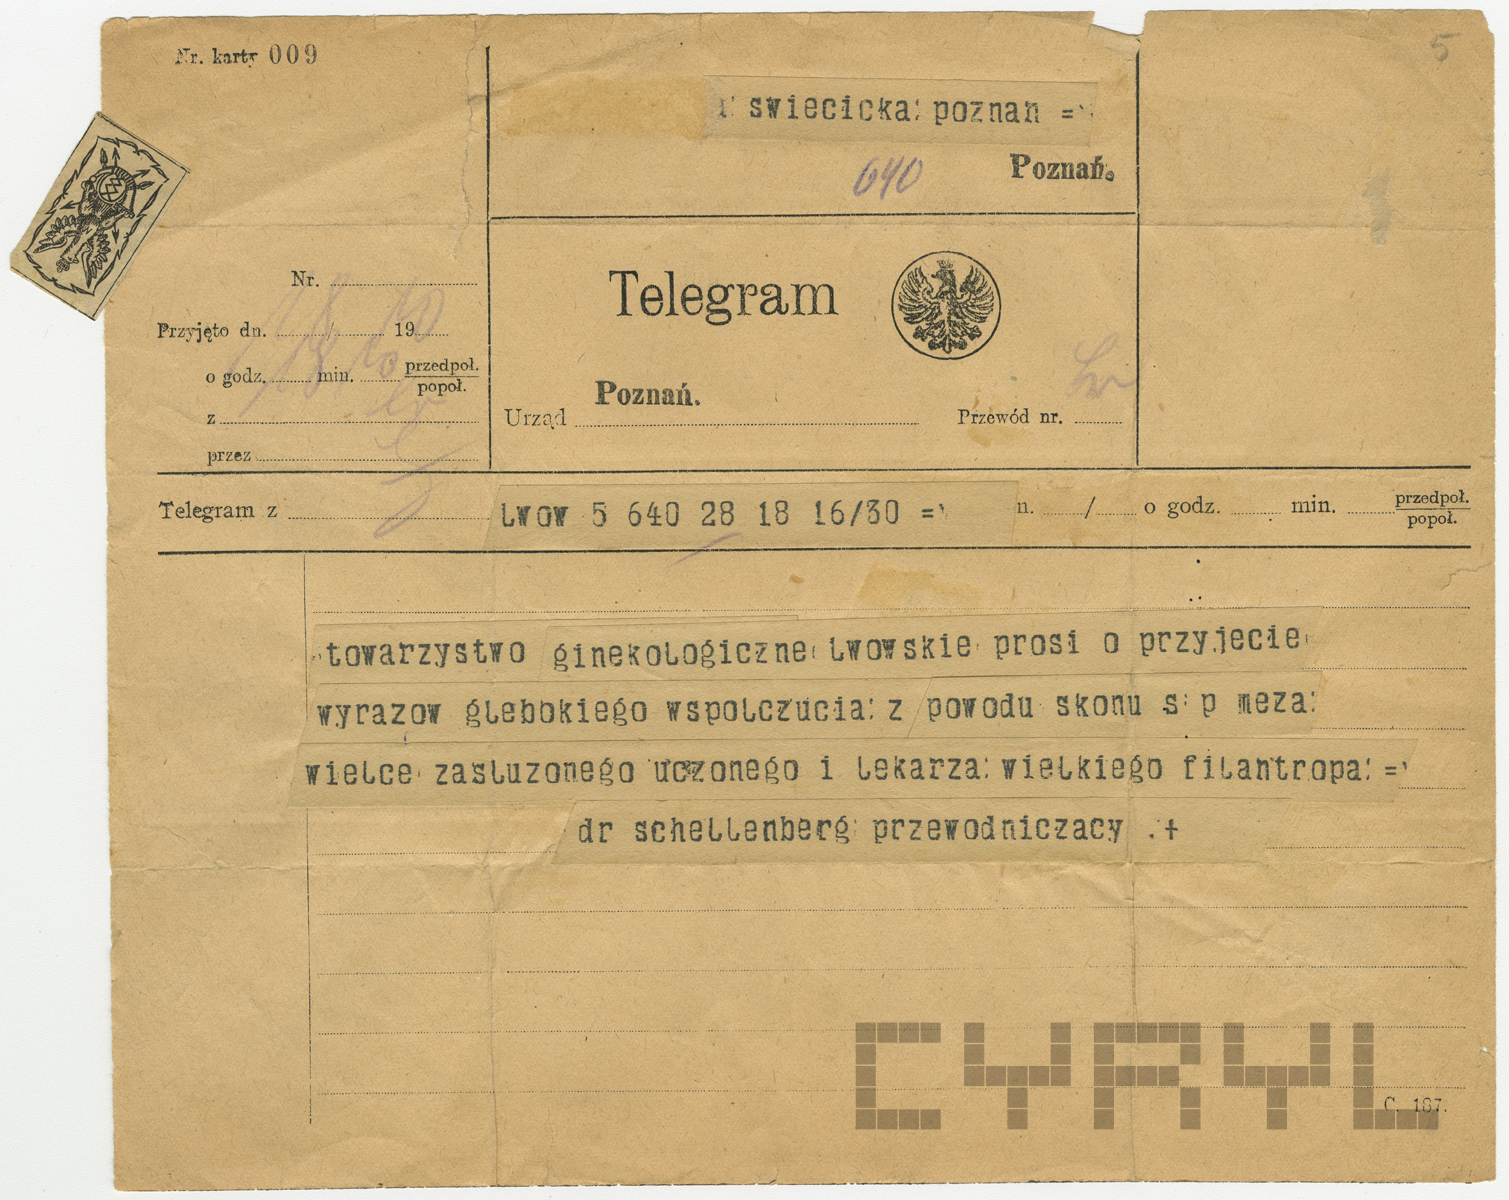 Nr. karty 009
5
swiecicka: poznan =
640
Poznań.
Nr.
Telegram
Przyjęto dn. / 19
o godz. min. przedpoł.
popoł.
Poznań.
z
Urząd
Przewód nr.
przez
Telegram z
lwow 5 640 28 18 16/30 =
n. / o godz. min. przedpoł.
popoł.
towarzystwo ginekologiczne lwowskie prosi o przyjecie
wyrazow glebokiego wspolczucia: z powodu skonu s: p meza:
wielce zasluzonego uczonego i lekarza: wielkiego filantropa: =
dr schellenberg przewodniczacy . +
CYRYL
C. 187.